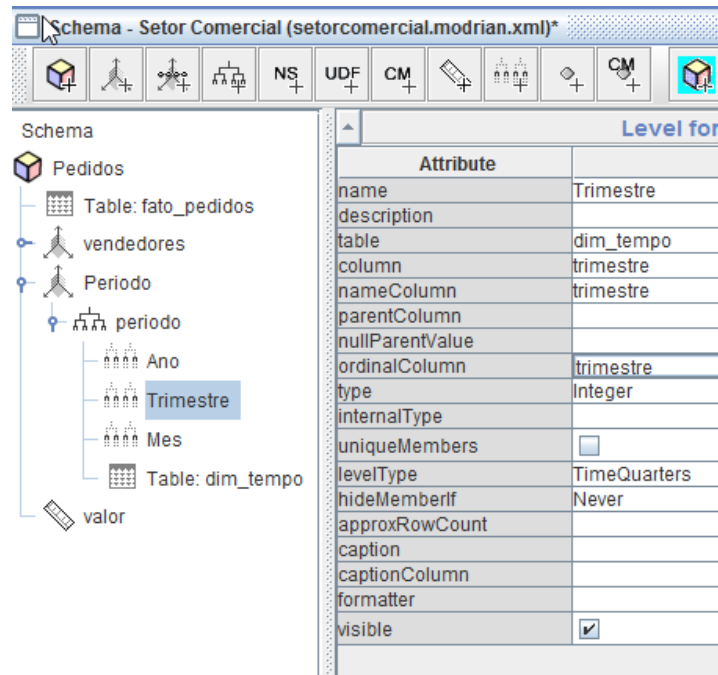 Schema - Setor Comercial (setorcomercial.modrian.xml)*
NS UDF CM CM
Schema
Pedidos
Table: fato_pedidos
vendedores
Periodo
periodo
Ano
Trimestre
Mes
Table: dim_tempo
valor
Level for
Attribute
name Trimestre
description
table dim_tempo
column trimestre
nameColumn trimestre
parentColumn
nullParentValue
ordinalColumn trimestre
type Integer
internalType
uniqueMembers
levelType TimeQuarters
hideMemberIf Never
approxRowCount
caption
captionColumn
formatter
visible